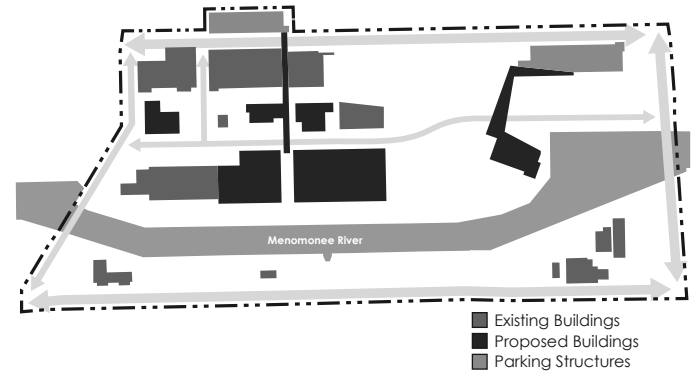 Menomonee River
Existing Buildings
Proposed Buildings
Parking Structures